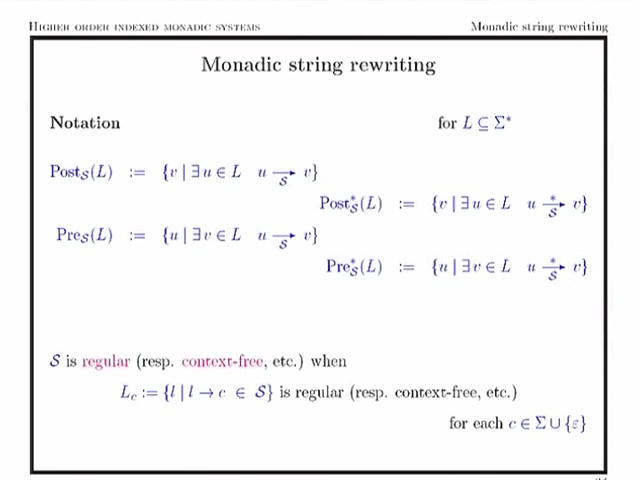 Higher order indexed monadic systems Monadic string rewriting
Monadic string rewriting
Notation for L ⊆ Σ*
Post_S(L) := {v | ∃u ∈ L u →_S v}
Post*_S(L) := {v | ∃u ∈ L u →*_S v}
Pre_S(L) := {u | ∃v ∈ L u →_S v}
Pre*_S(L) := {u | ∃v ∈ L u →*_S v}
S is regular (resp. context-free, etc.) when
L_c := {l | l → c ∈ S} is regular (resp. context-free, etc.)
for each c ∈ Σ ∪ {ε}